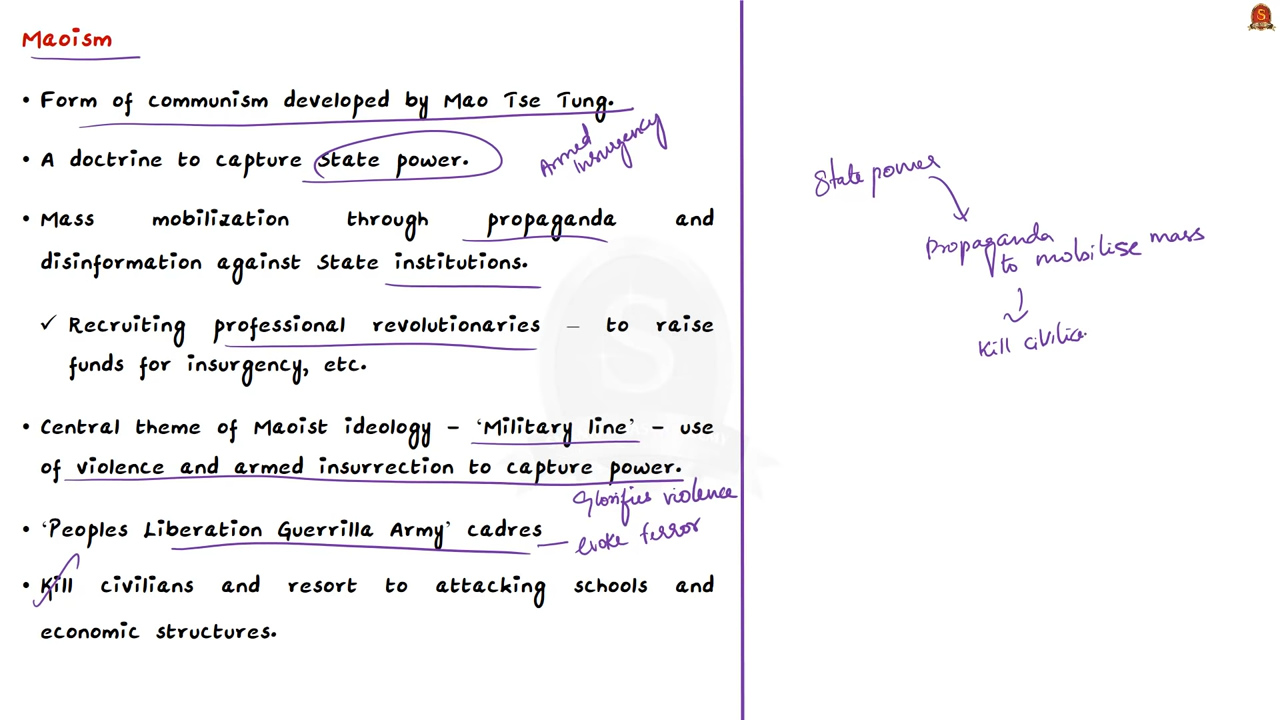 Maoism
• Form of communism developed by Mao Tse Tung.
• A doctrine to capture State power.
Armed
insurgency
• Mass mobilization through propaganda and
disinformation against State institutions.
✓ Recruiting professional revolutionaries – to raise
funds for insurgency, etc.
• Central theme of Maoist ideology – ‘Military line’ – use
of violence and armed insurrection to capture power.
Glorifies violence
• ‘Peoples Liberation Guerrilla Army’ cadres
evoke terror
• Kill civilians and resort to attacking schools and
economic structures.
State power
Propaganda
to mobilise mass
Kill civilia
S